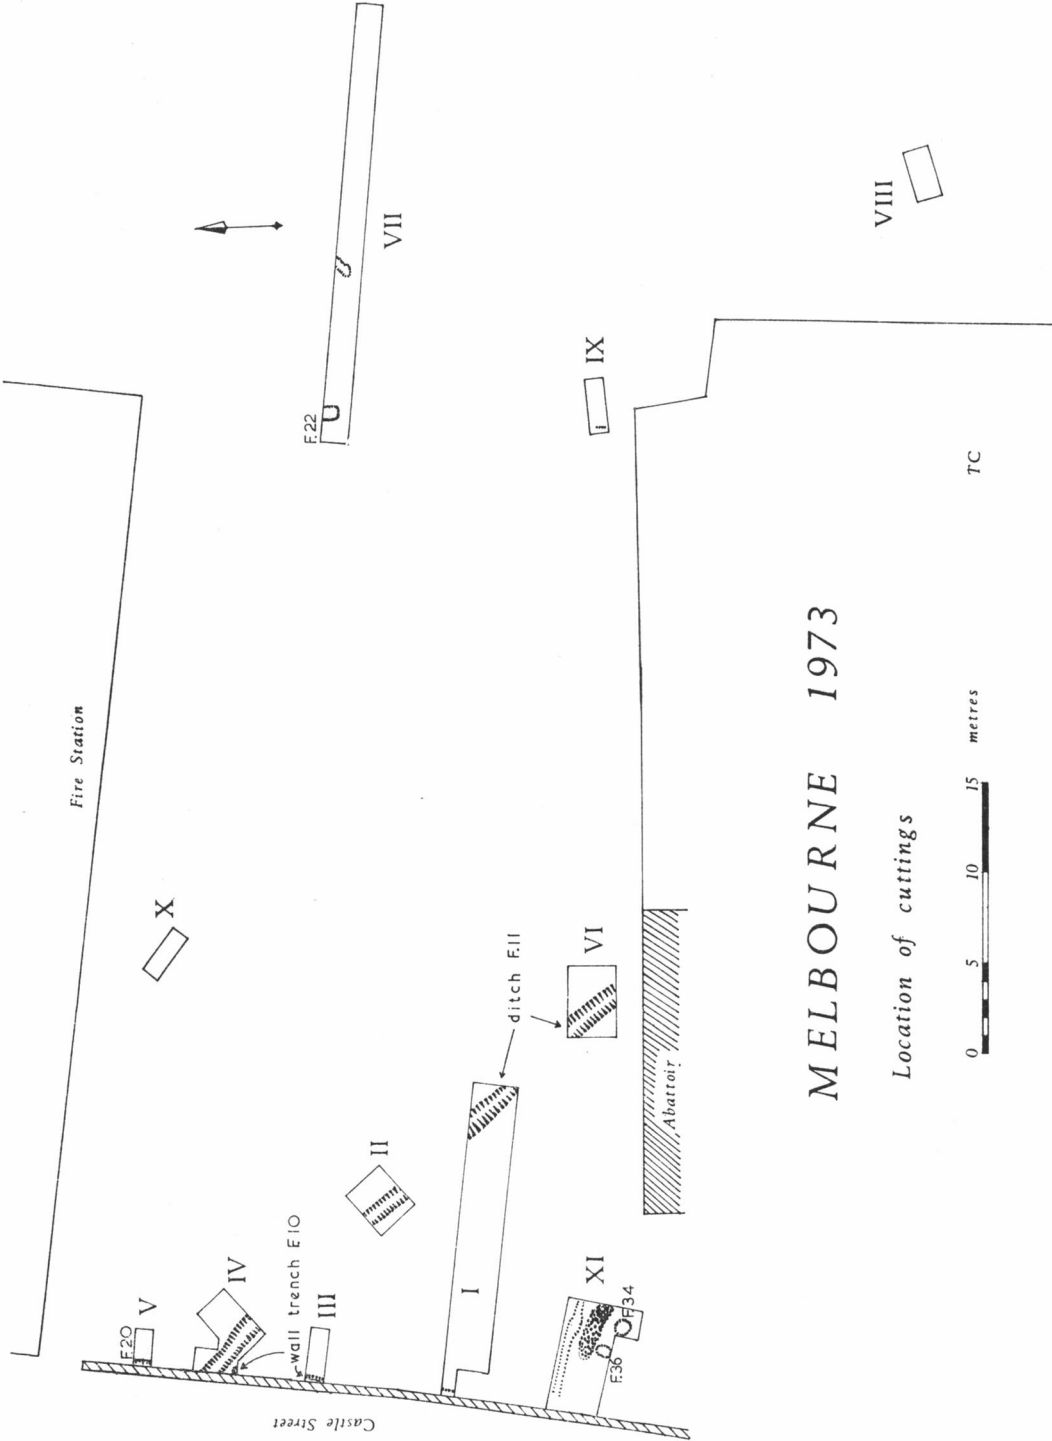 Fire Station
Castle Street
F.20
V
IV
wall trench F.10
III
II
X
I
ditch F.11
VI
XI
F.34
F.36
Abattoir
F.22
VII
VIII
IX
MELBOURNE 1973
Location of cuttings
0 5 10 15 metres
TC